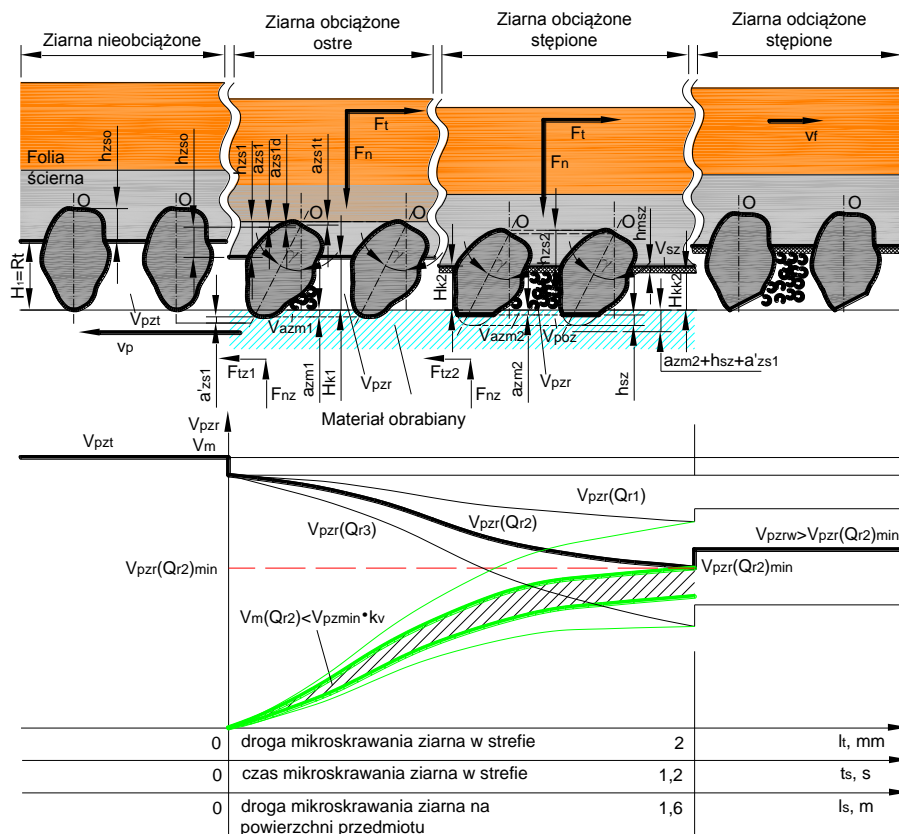 Ziarna nieobciążone
Ziarna obciążone
ostre
Ziarna obciążone
stępione
Ziarna odciążone
stępione
hzso
hzso
hzs1
azs1
azs1d
azs1t
Ft
Fn
Ft
Fn
vf
Folia
ścierna
O
O
O
O
O
O
O
O
H1=Rt
γ
γ
γ
γ
hzs2
hmsz
Vsz
Hk2
Hkk2
Vpzt
vp
a'zs1
Vazm1
Ftz1
Fnz
azm1
Hk1
Vpzr
Ftz2
Fnz
Vazm2
azm2
Vpzr
Vpoz
hsz
azm2+hsz+a'zs1
Materiał obrabiany
Vpzr
Vm
Vpzt
Vpzr(Qr1)
Vpzr(Qr2)
Vpzr(Qr3)
Vpzrw>Vpzr(Qr2)min
Vpzr(Qr2)min
Vpzr(Qr2)min
Vm(Qr2)<Vpzmin•kv
0 droga mikroskrawania ziarna w strefie 2 lt, mm
0 czas mikroskrawania ziarna w strefie 1,2 ts, s
0 droga mikroskrawania ziarna na
powierzchni przedmiotu 1,6 ls, m